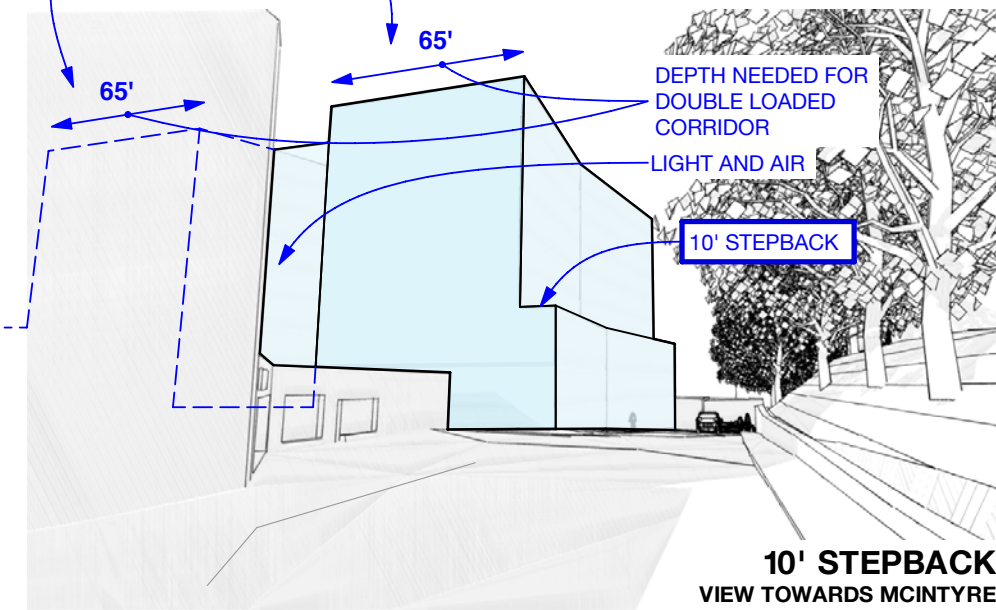 65'
65'
DEPTH NEEDED FOR
DOUBLE LOADED
CORRIDOR
LIGHT AND AIR
10' STEPBACK
10' STEPBACK
VIEW TOWARDS MCINTYRE